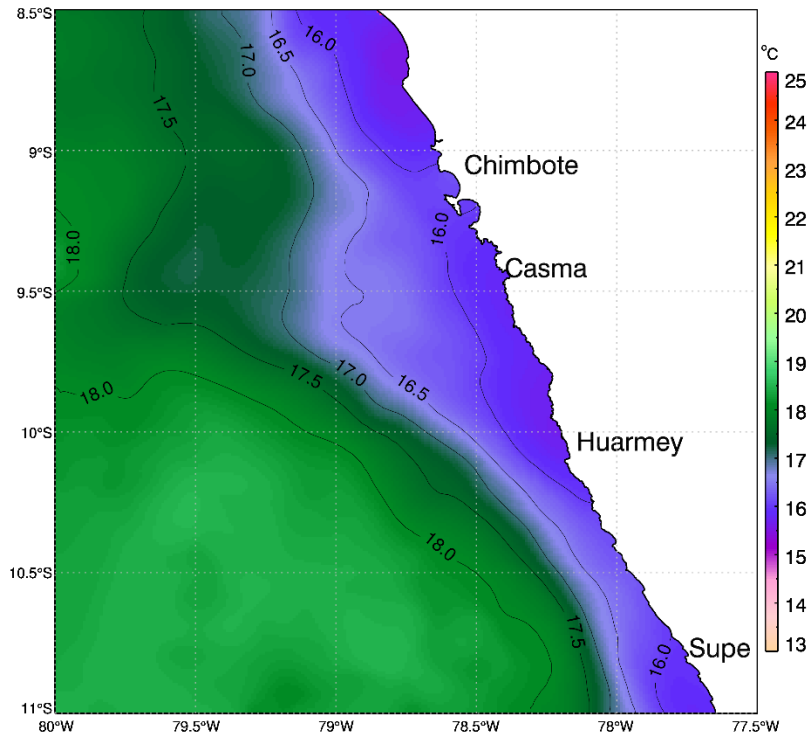 8.5°S
9°S
9.5°S
10°S
10.5°S
11°S
80°W
79.5°W
79°W
78.5°W
78°W
77.5°W
17.5
17.0
16.5
16.0
18.0
16.0
18.0
17.5
17.0
16.5
18.0
17.5
16.0
Chimbote
Casma
Huarmey
Supe
°C
25
24
23
22
21
20
19
18
17
16
15
14
13